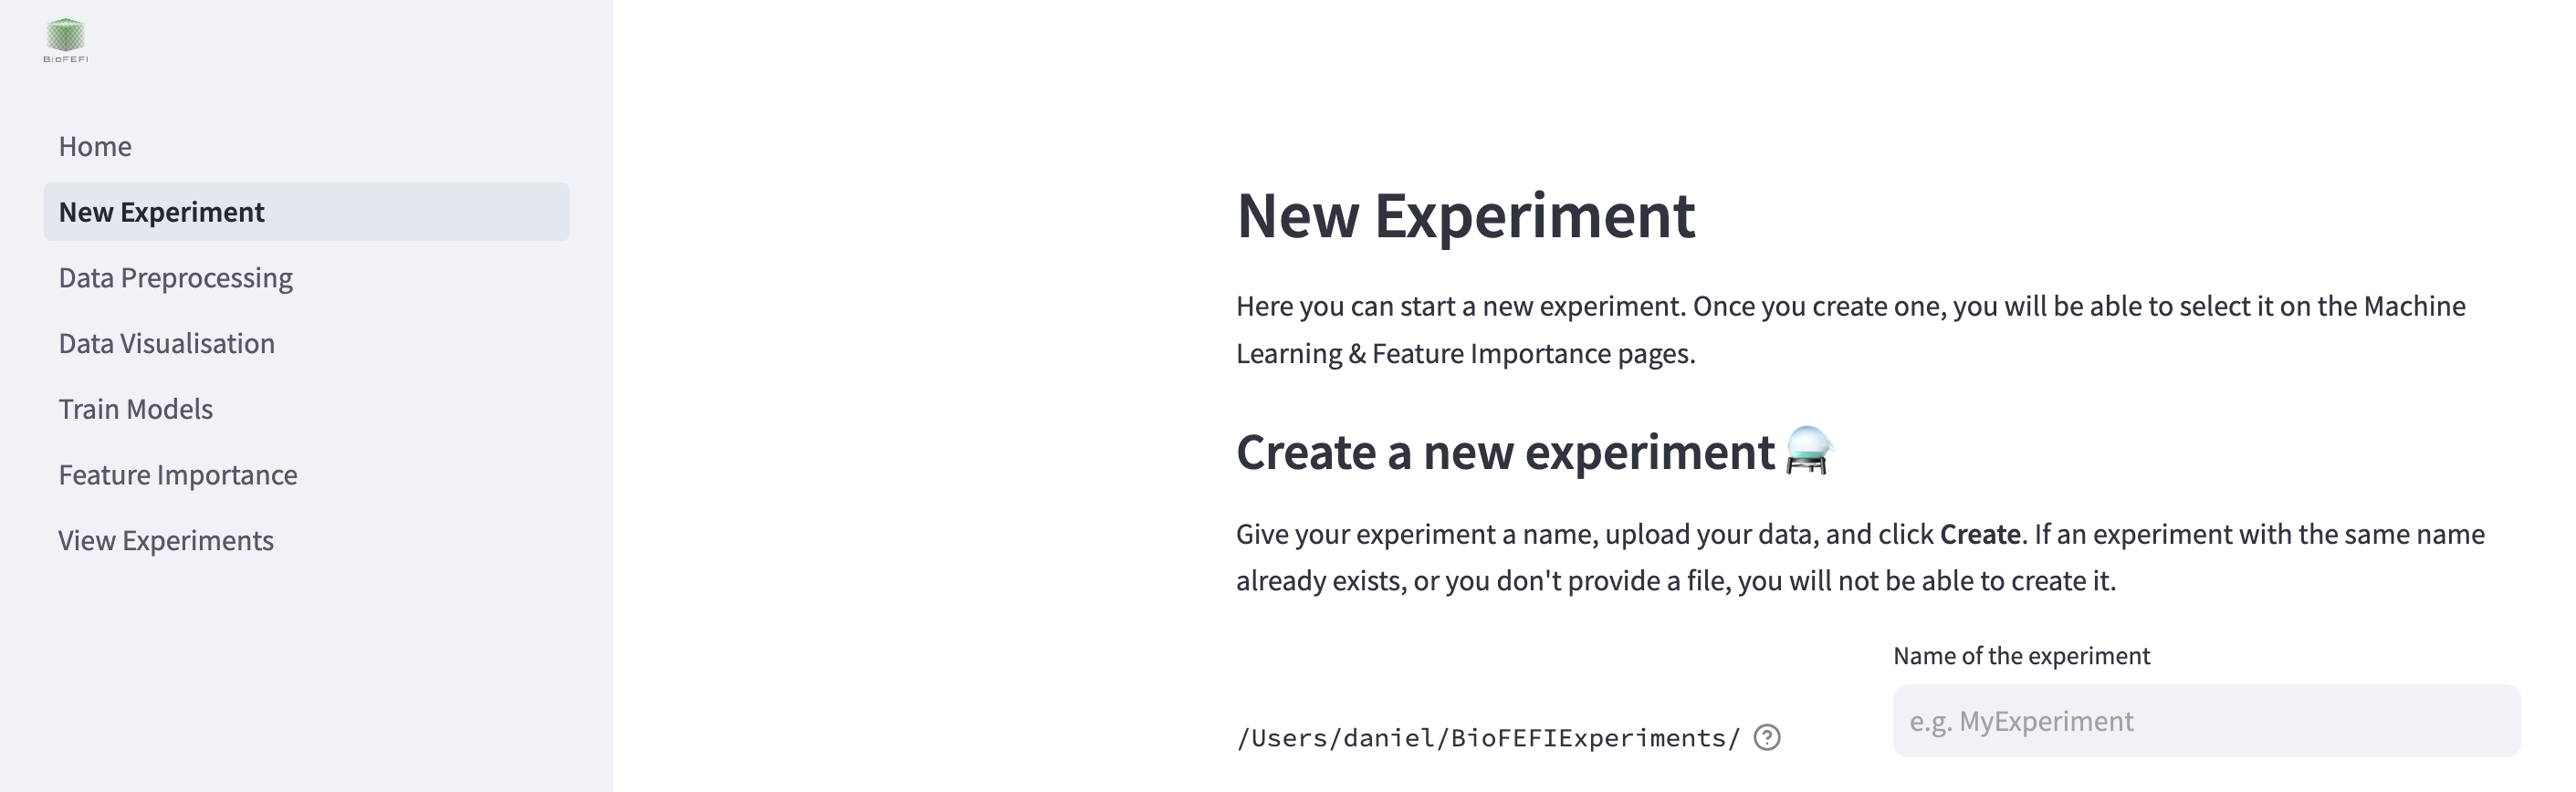 BioFEFI
Home
New Experiment
Data Preprocessing
Data Visualisation
Train Models
Feature Importance
View Experiments
New Experiment
Here you can start a new experiment. Once you create one, you will be able to select it on the Machine
Learning & Feature Importance pages.
Create a new experiment
Give your experiment a name, upload your data, and click Create. If an experiment with the same name
already exists, or you don't provide a file, you will not be able to create it.
Name of the experiment
/Users/daniel/BioFEFIExperiments/
e.g. MyExperiment